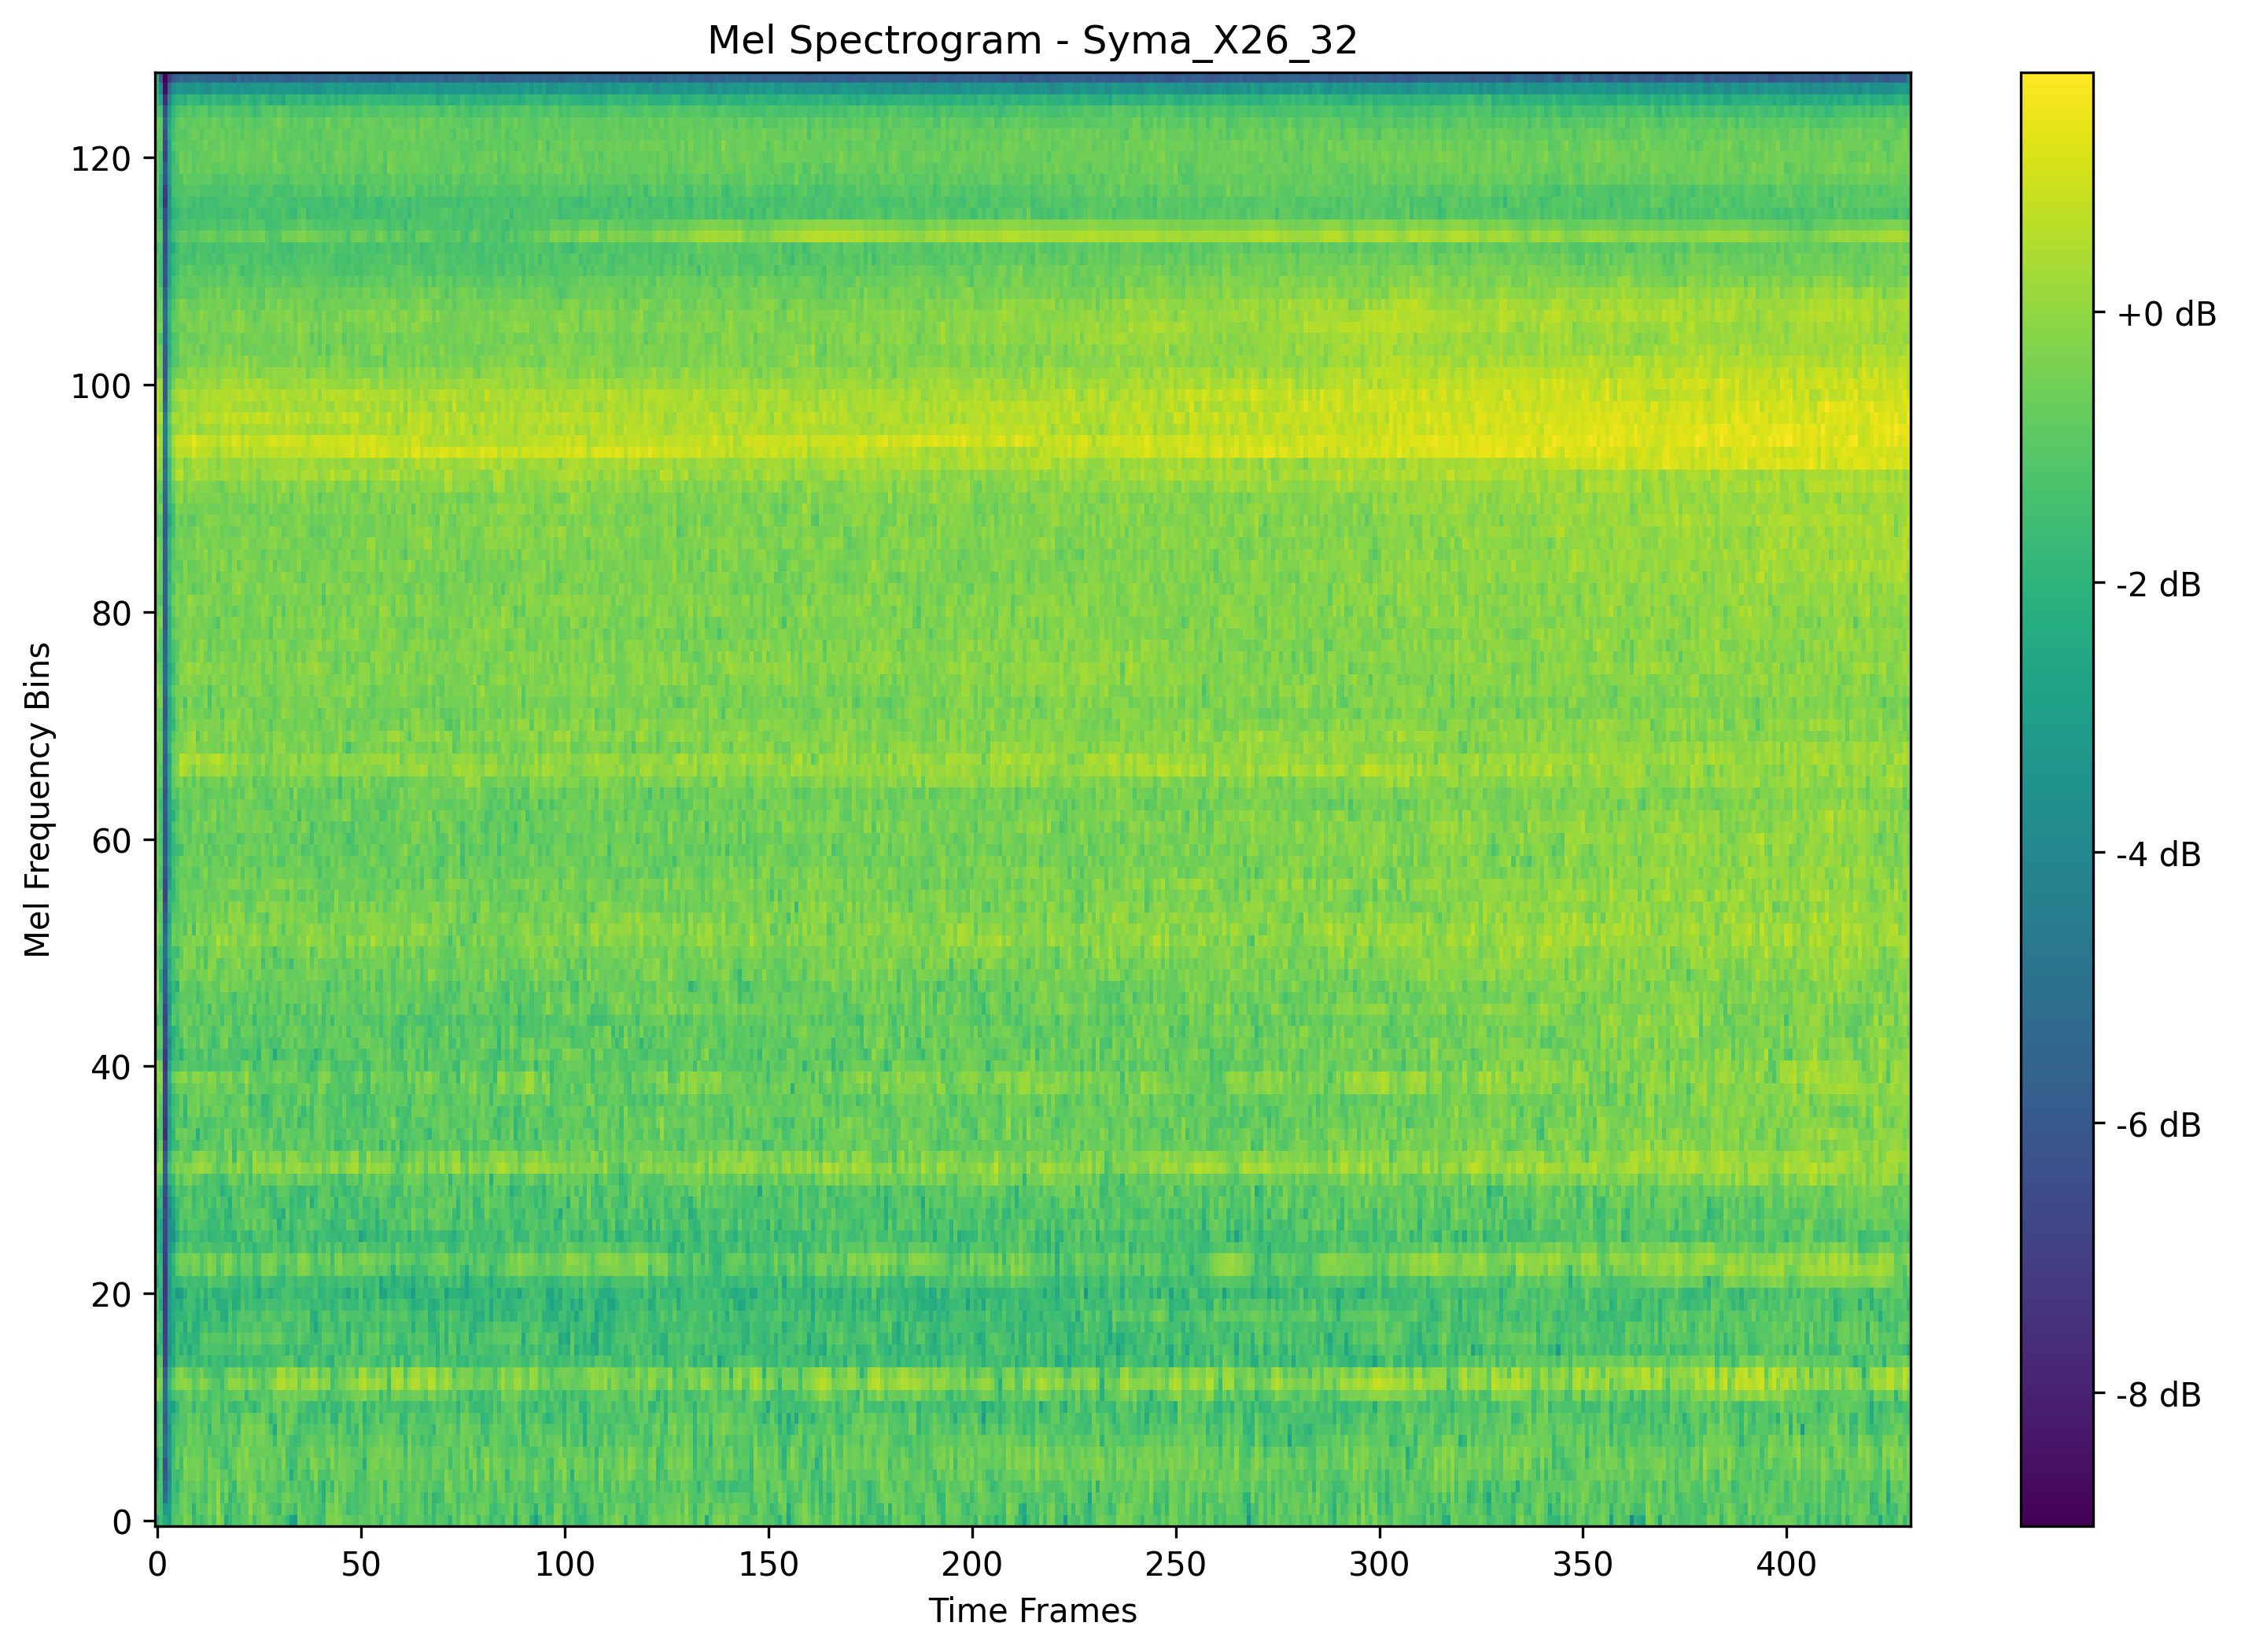 Mel Spectrogram - Syma_X26_32
Mel Frequency Bins
120
100
80
60
40
20
0
0 50 100 150 200 250 300 350 400
Time Frames
+0 dB
-2 dB
-4 dB
-6 dB
-8 dB